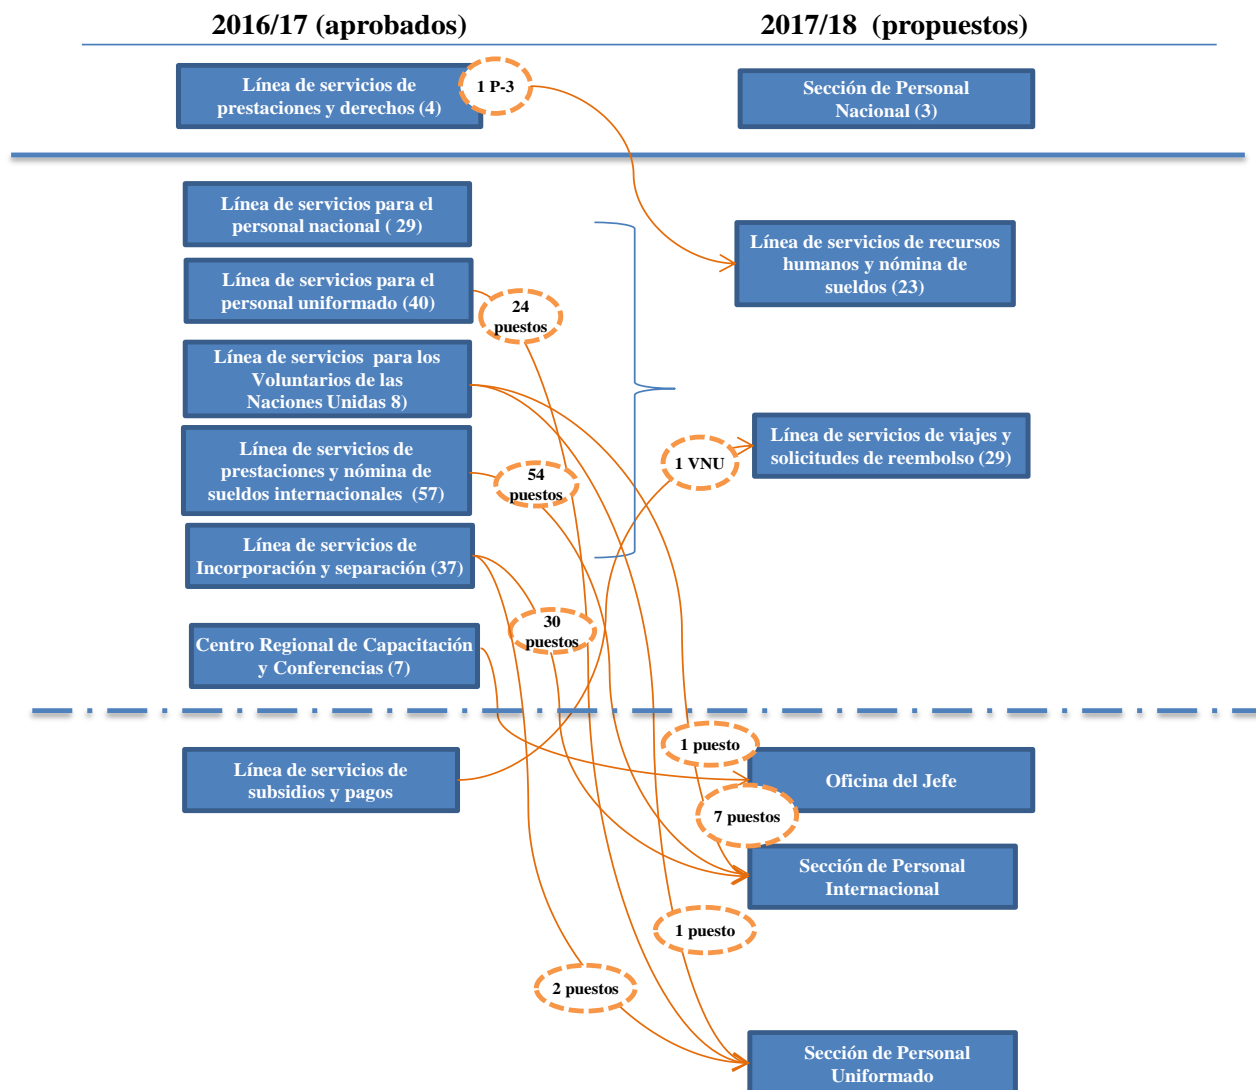 2016/17 (aprobados)
2017/18 (propuestos)
Línea de servicios de
prestaciones y derechos (4)
1 P-3
Sección de Personal
Nacional (3)
Línea de servicios para el
personal nacional ( 29)
Línea de servicios de recursos
humanos y nómina de
sueldos (23)
Línea de servicios para el
personal uniformado (40)
24
puestos
Línea de servicios para los
Voluntarios de las
Naciones Unidas 8)
Línea de servicios de viajes y
solicitudes de reembolso (29)
1 VNU
Línea de servicios de
prestaciones y nómina de
sueldos internacionales (57)
54
puestos
Línea de servicios de
Incorporación y separación (37)
30
puestos
Centro Regional de Capacitación
y Conferencias (7)
1 puesto
Línea de servicios de
subsidios y pagos
Oficina del Jefe
7 puestos
Sección de Personal
Internacional
1 puesto
2 puestos
Sección de Personal
Uniformado